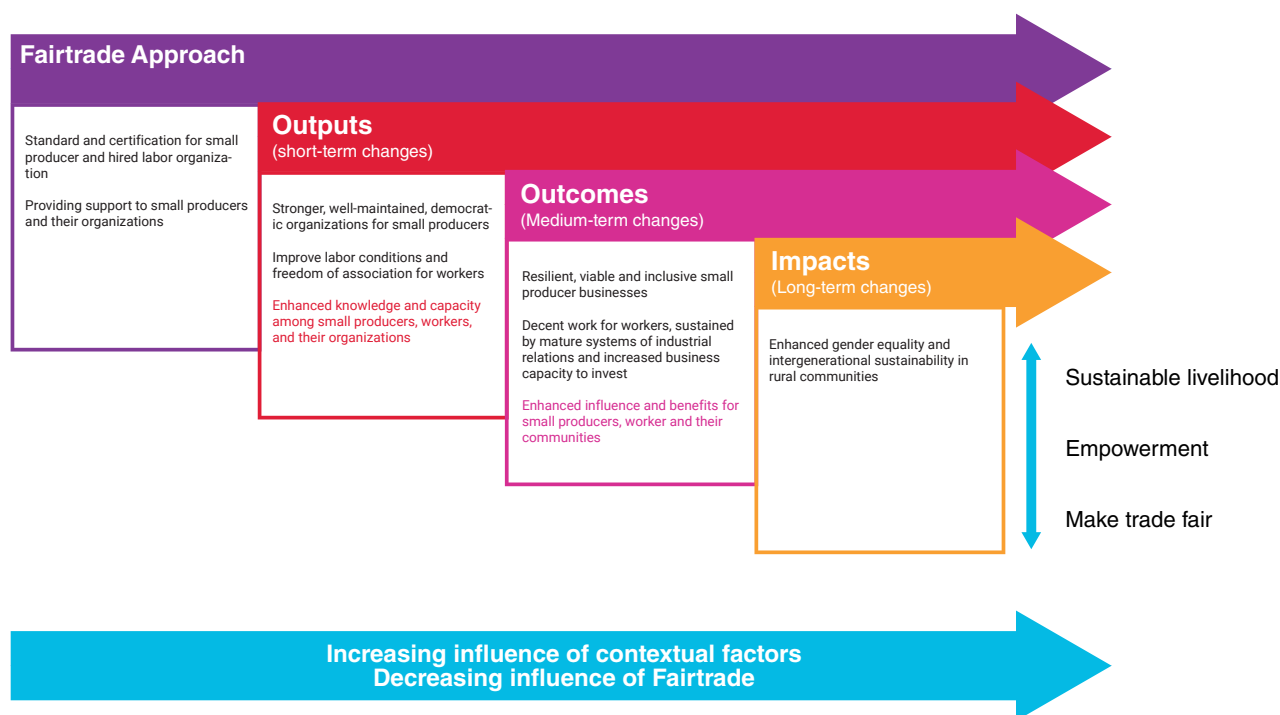 Fairtrade Approach
Standard and certification for small
producer and hired labor organiza-
tion
Providing support to small producers
and their organizations
Outputs
(short-term changes)
Stronger, well-maintained, democrat-
ic organizations for small producers
Improve labor conditions and
freedom of association for workers
Enhanced knowledge and capacity
among small producers, workers,
and their organizations
Outcomes
(Medium-term changes)
Resilient, viable and inclusive small
producer businesses
Decent work for workers, sustained
by mature systems of industrial
relations and increased business
capacity to invest
Enhanced influence and benefits for
small producers, worker and their
communities
Impacts
(Long-term changes)
Enhanced gender equality and
intergenerational sustainability in
rural communities
Sustainable livelihood
Empowerment
Make trade fair
Increasing influence of contextual factors
Decreasing influence of Fairtrade